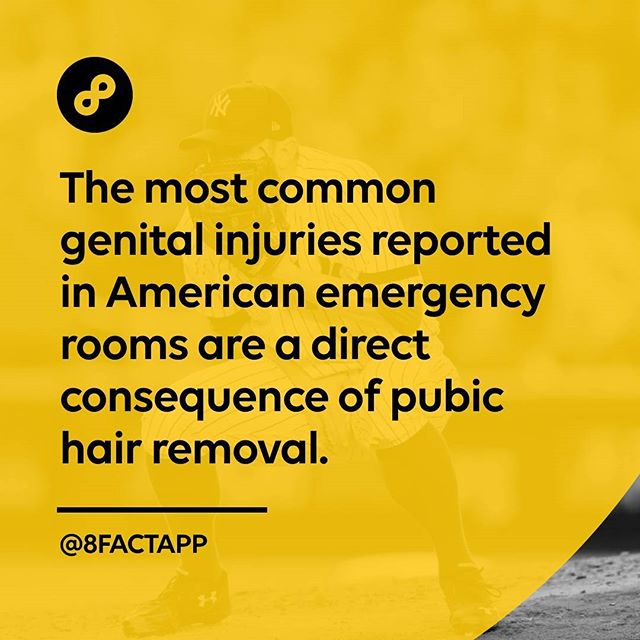 The most common
genital injuries reported
in American emergency
rooms are a direct
consequence of pubic
hair removal.
@8FACTAPP